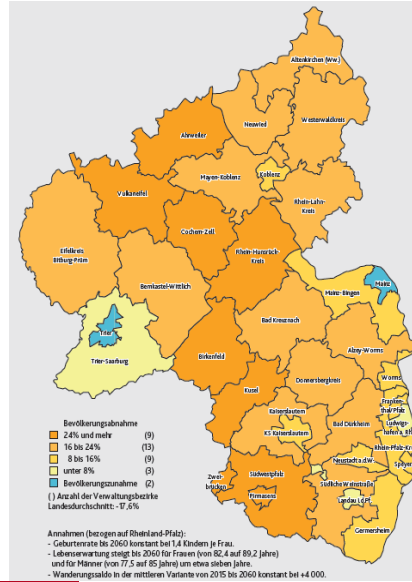 Altenkirchen (Ww.)
Neuwied
Westerwaldkreis
Ahrweiler
Mayen-Koblenz
Koblenz
Vulkaneifel
Rhein-Lahn-
Kreis
Cochem-Zell
Rhein-Hunsrück-
Kreis
Eifelkreis
Bitburg-Prüm
Mainz
Mainz-Bingen
Bernkastel-Wittlich
Bad Kreuznach
Trier
Alzey-Worms
Trier-Saarburg
Birkenfeld
Donnersbergkreis
Worms
Kusel
Franken-
thal/Pfalz
Kaiserslautern
Bad Dürkheim
Ludwigs-
hafen a. Rh.
KS Kaiserslautern
Rhein-Pfalz-Kreis
Neustadt a.d.W.
Speyer
Zwei-
brücken
Südwestpfalz
Südliche Weinstraße
Pirmasens
Landau i.d.Pf.
Germersheim
Bevölkerungsabnahme
24% und mehr (9)
16 bis 24% (13)
8 bis 16% (9)
unter 8% (3)
Bevölkerungszunahme (2)
( ) Anzahl der Verwaltungsbezirke
Landesdurchschnitt: -17,6%
Annahmen (bezogen auf Rheinland-Pfalz):
- Geburtenrate bis 2060 konstant bei 1,4 Kindern je Frau.
- Lebenserwartung steigt bis 2060 für Frauen (von 82,4 auf 89,2 Jahre)
und für Männer (von 77,5 auf 85 Jahre) um etwa sieben Jahre.
- Wanderungssaldo in der mittleren Variante von 2015 bis 2060 konstant bei +4 000.